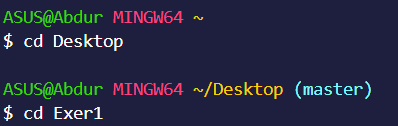 ASUS@Abdur MINGW64 ~
$ cd Desktop
ASUS@Abdur MINGW64 ~/Desktop (master)
$ cd Exer1